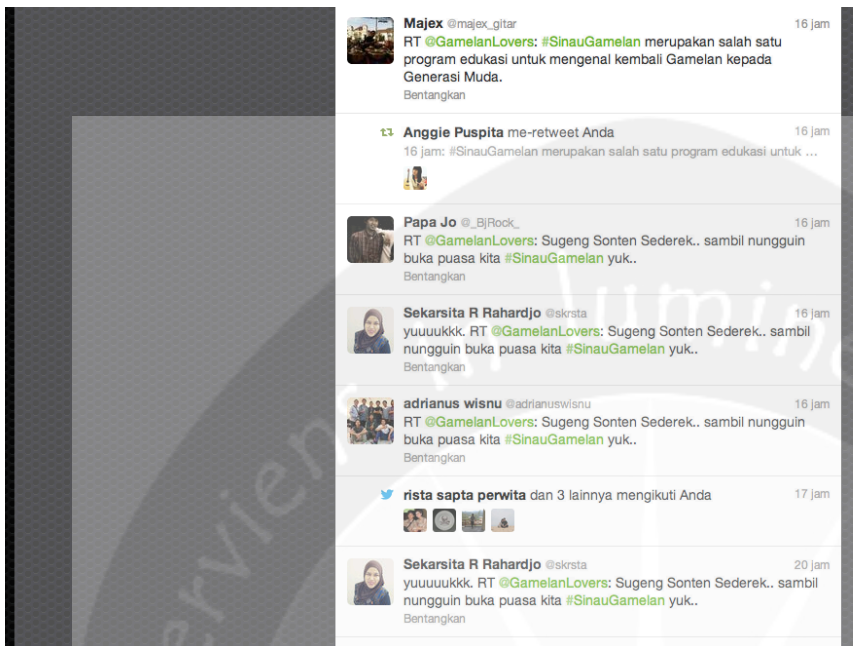 Majex @majex_gitar 16 jam
RT @GamelanLovers: #SinauGamelan merupakan salah satu
program edukasi untuk mengenal kembali Gamelan kepada
Generasi Muda.
Bentangkan
Anggie Puspita me-retweet Anda 16 jam
16 jam: #SinauGamelan merupakan salah satu program edukasi untuk ...
Papa Jo @_BjRock_ 16 jam
RT @GamelanLovers: Sugeng Sonten Sederek.. sambil nungguin
buka puasa kita #SinauGamelan yuk..
Bentangkan
Sekarsita R Rahardjo @skrsta 16 jam
yuuuukkk. RT @GamelanLovers: Sugeng Sonten Sederek.. sambil
nungguin buka puasa kita #SinauGamelan yuk..
Bentangkan
adrianus wisnu @adrianuswisnu 16 jam
RT @GamelanLovers: Sugeng Sonten Sederek.. sambil nungguin
buka puasa kita #SinauGamelan yuk..
Bentangkan
rista sapta perwita dan 3 lainnya mengikuti Anda 17 jam
Sekarsita R Rahardjo @skrsta 20 jam
yuuuuukkk. RT @GamelanLovers: Sugeng Sonten Sederek.. sambil
nungguin buka puasa kita #SinauGamelan yuk..
Bentangkan
erviens in lumine